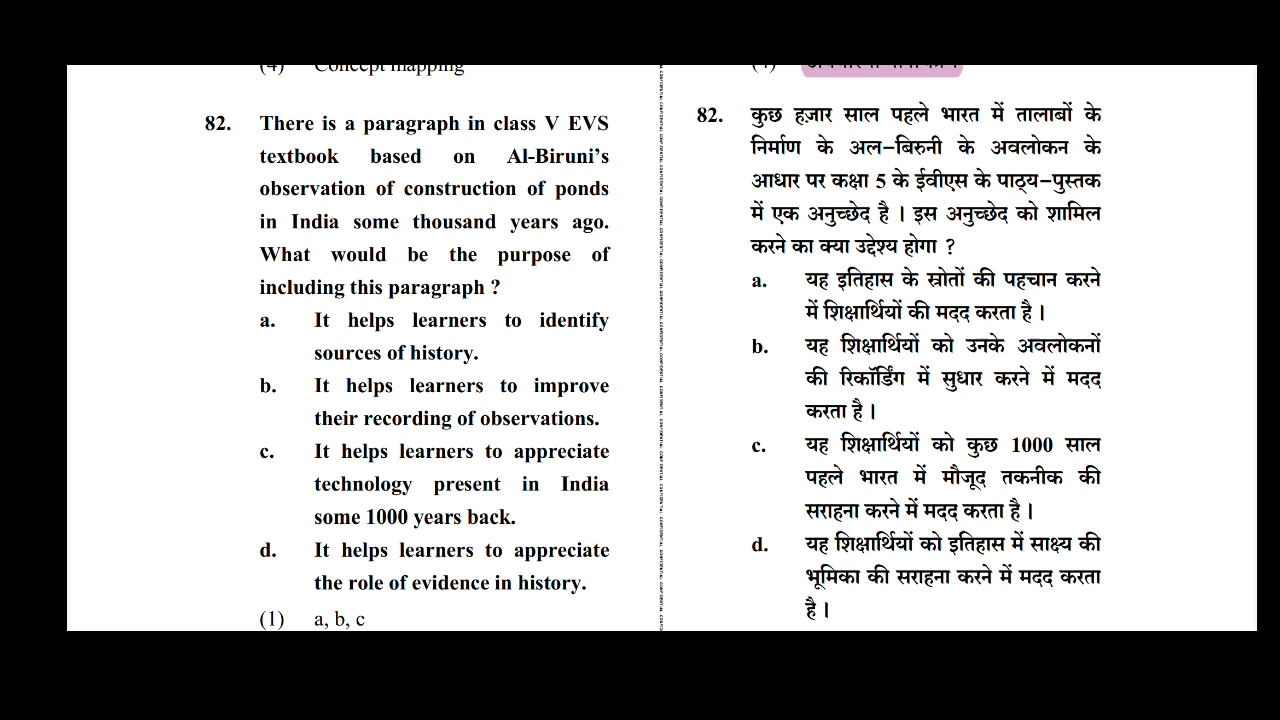 (4) Concept mapping
82. There is a paragraph in class V EVS
textbook based on Al-Biruni's
observation of construction of ponds
in India some thousand years ago.
What would be the purpose of
including this paragraph ?
a. It helps learners to identify
sources of history.
b. It helps learners to improve
their recording of observations.
c. It helps learners to appreciate
technology present in India
some 1000 years back.
d. It helps learners to appreciate
the role of evidence in history.
(1) a, b, c
82. कुछ हज़ार साल पहले भारत में तालाबों के
निर्माण के अल-बिरुनी के अवलोकन के
आधार पर कक्षा 5 के ईवीएस के पाठ्य-पुस्तक
में एक अनुच्छेद है । इस अनुच्छेद को शामिल
करने का क्या उद्देश्य होगा ?
a. यह इतिहास के स्रोतों की पहचान करने
में शिक्षार्थियों की मदद करता है ।
b. यह शिक्षार्थियों को उनके अवलोकनों
की रिकॉर्डिंग में सुधार करने में मदद
करता है ।
c. यह शिक्षार्थियों को कुछ 1000 साल
पहले भारत में मौजूद तकनीक की
सराहना करने में मदद करता है ।
d. यह शिक्षार्थियों को इतिहास में साक्ष्य की
भूमिका की सराहना करने में मदद करता
है ।